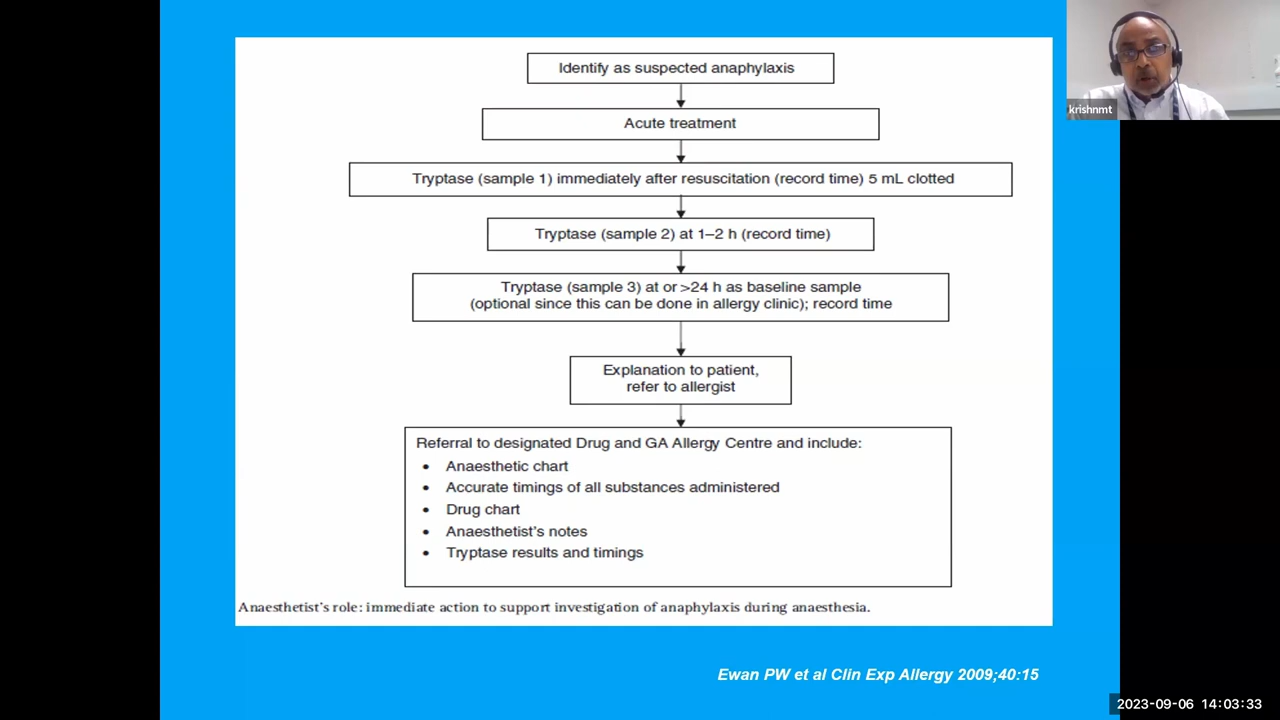 Identify as suspected anaphylaxis
Acute treatment
Tryptase (sample 1) immediately after resuscitation (record time) 5 mL clotted
Tryptase (sample 2) at 1–2 h (record time)
Tryptase (sample 3) at or >24 h as baseline sample
(optional since this can be done in allergy clinic); record time
Explanation to patient,
refer to allergist
Referral to designated Drug and GA Allergy Centre and include:
• Anaesthetic chart
• Accurate timings of all substances administered
• Drug chart
• Anaesthetist's notes
• Tryptase results and timings
Anaesthetist's role: immediate action to support investigation of anaphylaxis during anaesthesia.
Ewan PW et al Clin Exp Allergy 2009;40:15
krishnmt
2023-09-06 14:03:33